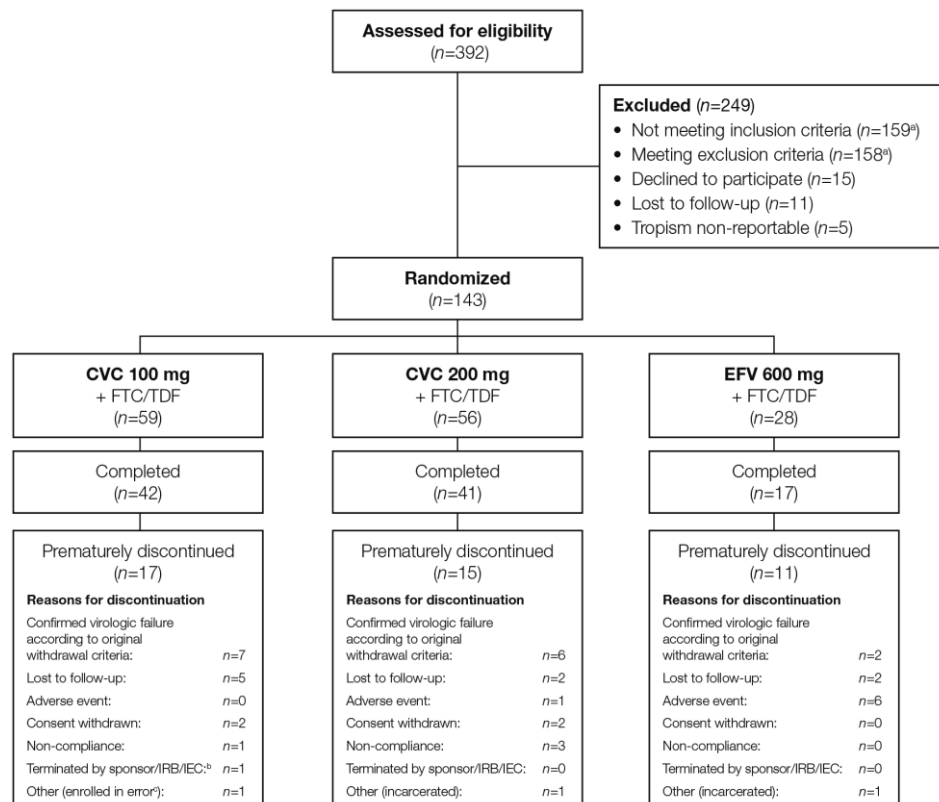 Assessed for eligibility
(n=392)
Excluded (n=249)
• Not meeting inclusion criteria (n=159ª)
• Meeting exclusion criteria (n=158ª)
• Declined to participate (n=15)
• Lost to follow-up (n=11)
• Tropism non-reportable (n=5)
Randomized
(n=143)
CVC 100 mg
+ FTC/TDF
(n=59)
CVC 200 mg
+ FTC/TDF
(n=56)
EFV 600 mg
+ FTC/TDF
(n=28)
Completed
(n=42)
Completed
(n=41)
Completed
(n=17)
Prematurely discontinued
(n=17)
Reasons for discontinuation
Confirmed virologic failure
according to original
withdrawal criteria: n=7
Lost to follow-up: n=5
Adverse event: n=0
Consent withdrawn: n=2
Non-compliance: n=1
Terminated by sponsor/IRB/IEC:ᵇ n=1
Other (enrolled in errorᶜ): n=1
Prematurely discontinued
(n=15)
Reasons for discontinuation
Confirmed virologic failure
according to original
withdrawal criteria: n=6
Lost to follow-up: n=2
Adverse event: n=1
Consent withdrawn: n=2
Non-compliance: n=3
Terminated by sponsor/IRB/IEC: n=0
Other (incarcerated): n=1
Prematurely discontinued
(n=11)
Reasons for discontinuation
Confirmed virologic failure
according to original
withdrawal criteria: n=2
Lost to follow-up: n=2
Adverse event: n=6
Consent withdrawn: n=0
Non-compliance: n=0
Terminated by sponsor/IRB/IEC: n=0
Other (incarcerated): n=1